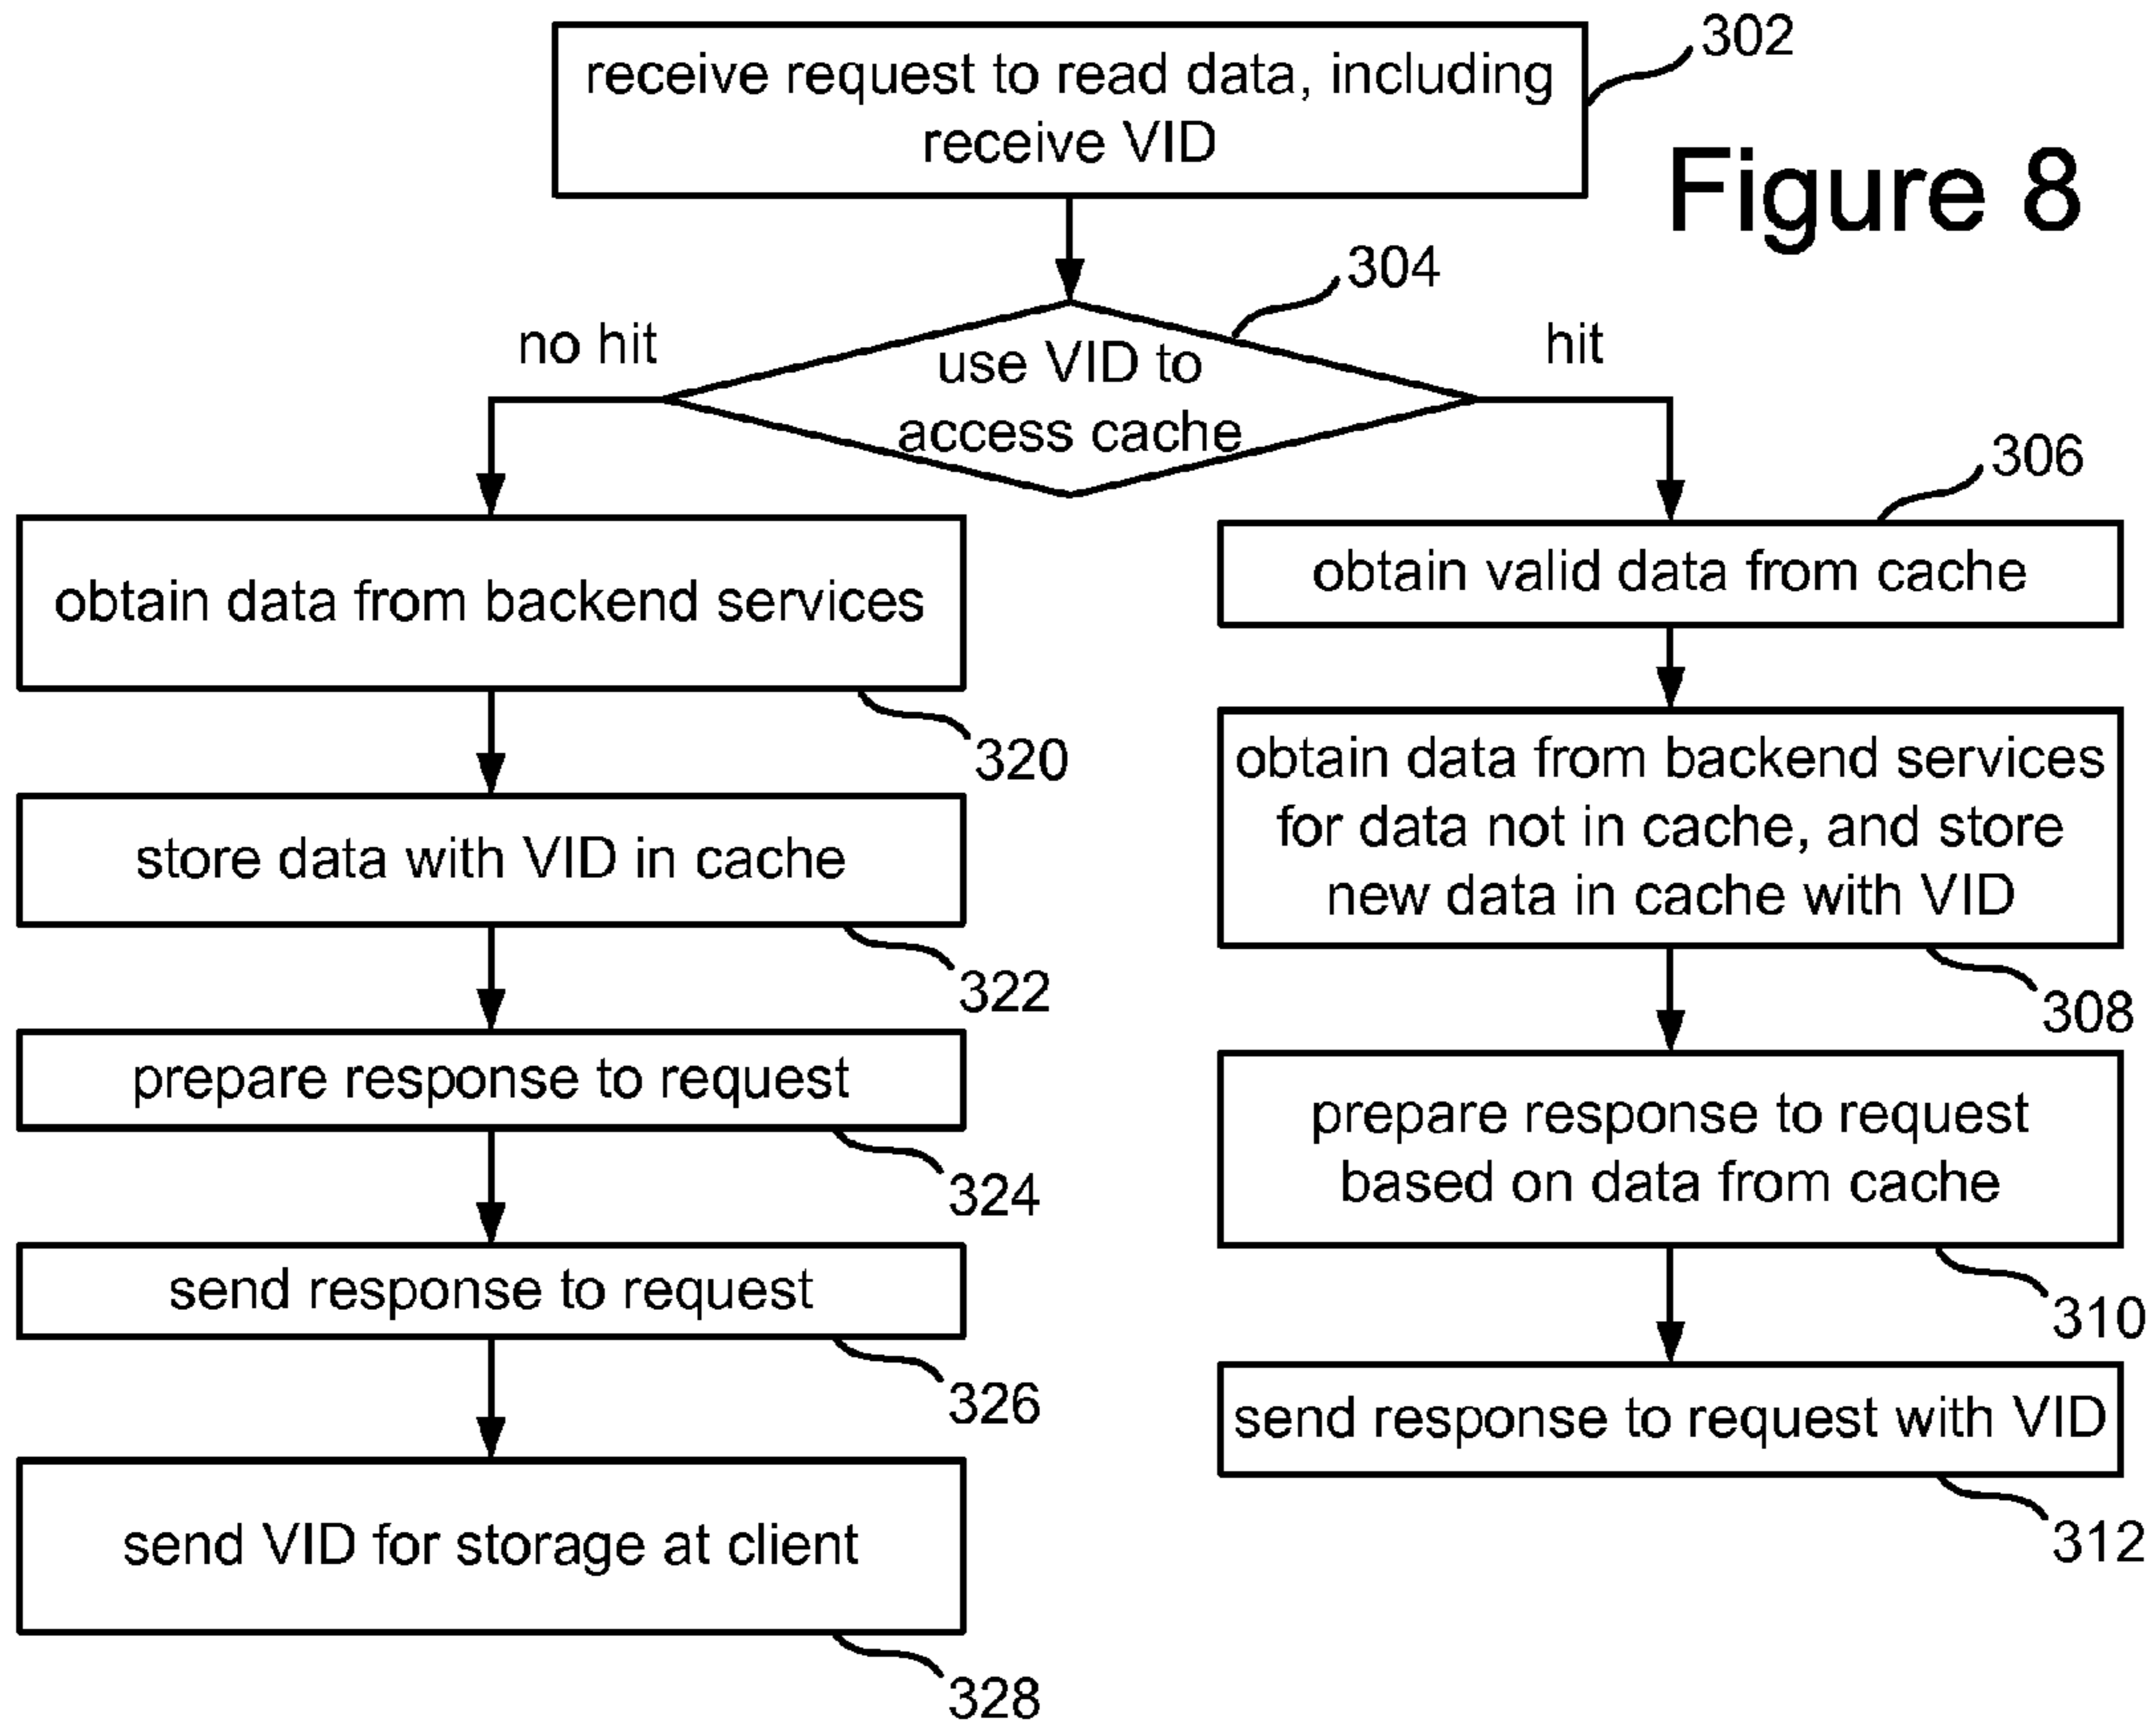 302
receive request to read data, including
receive VID
Figure 8
304
no hit
use VID to
access cache
hit
306
obtain data from backend services
320
store data with VID in cache
322
prepare response to request
324
send response to request
326
send VID for storage at client
328
obtain valid data from cache
obtain data from backend services
for data not in cache, and store
new data in cache with VID
308
prepare response to request
based on data from cache
310
send response to request with VID
312